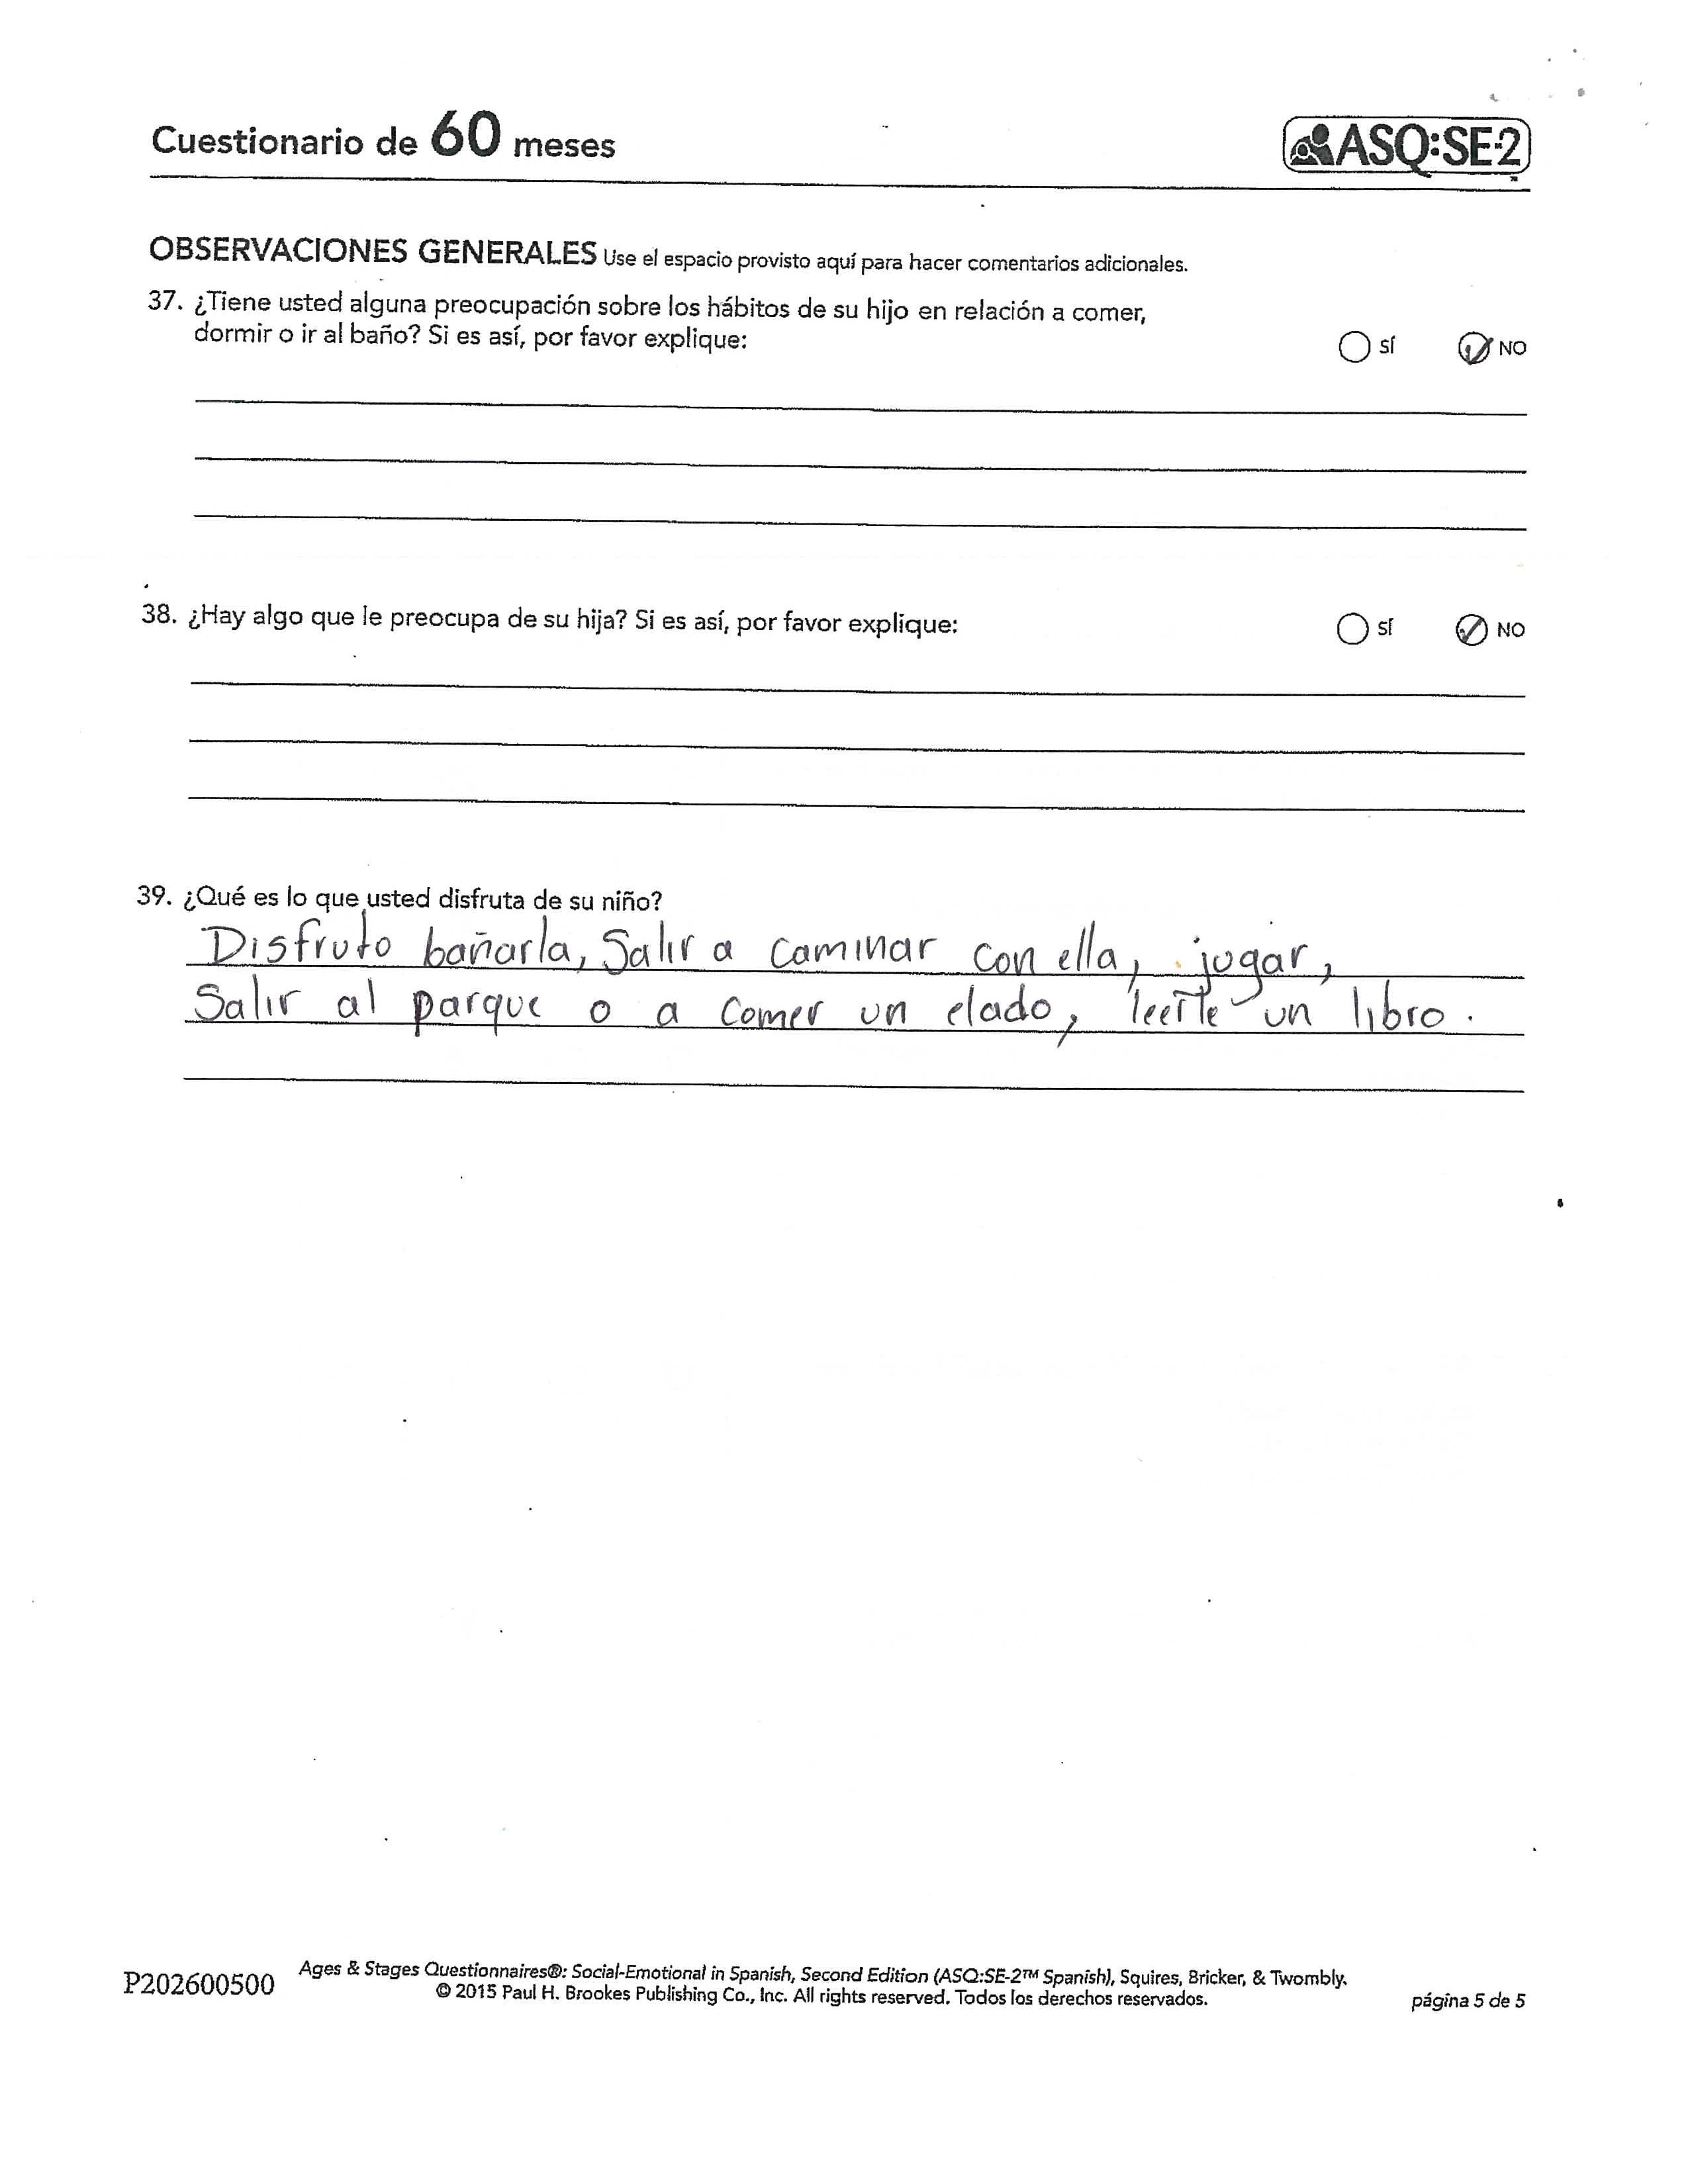 Cuestionario de 60 meses
ASQ:SE-2
OBSERVACIONES GENERALES Use el espacio provisto aquí para hacer comentarios adicionales.
37. ¿Tiene usted alguna preocupación sobre los hábitos de su hijo en relación a comer,
dormir o ir al baño? Si es así, por favor explique:
SÍ NO
38. ¿Hay algo que le preocupa de su hija? Si es así, por favor explique:
SÍ NO
39. ¿Qué es lo que usted disfruta de su niño?
Disfruto bañarla, Salir a caminar con ella, jugar,
Salir al parque o a comer un elado, leerle un libro.
P202600500
Ages & Stages Questionnaires®: Social-Emotional in Spanish, Second Edition (ASQ:SE-2™ Spanish), Squires, Bricker, & Twombly.
© 2015 Paul H. Brookes Publishing Co., Inc. All rights reserved. Todos los derechos reservados.
página 5 de 5